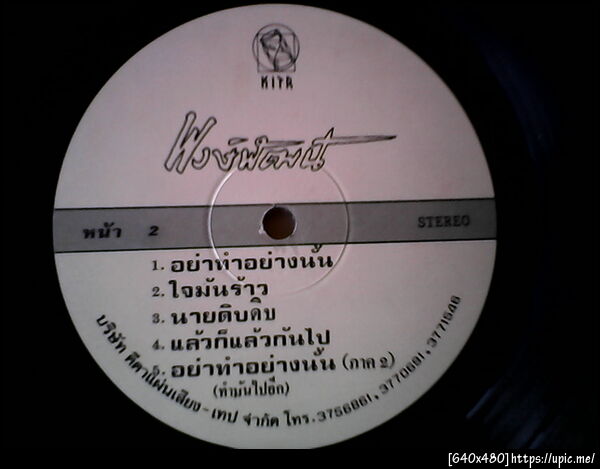 KITA
พงษ์พัฒน์
หน้า 2 STEREO
1. อย่าทำอย่างนั้น
2. ใจมันร้าว
3. นายดิบดิบ
4. แล้วก็แล้วกันไป
5. อย่าทำอย่างนั้น (ภาค 2)
(ทำมันไปอีก)
บริษัท คีตาแผ่นเสียง-เทป จำกัด โทร. 3756861, 3770681, 3771546
[640x480]https://upic.me/